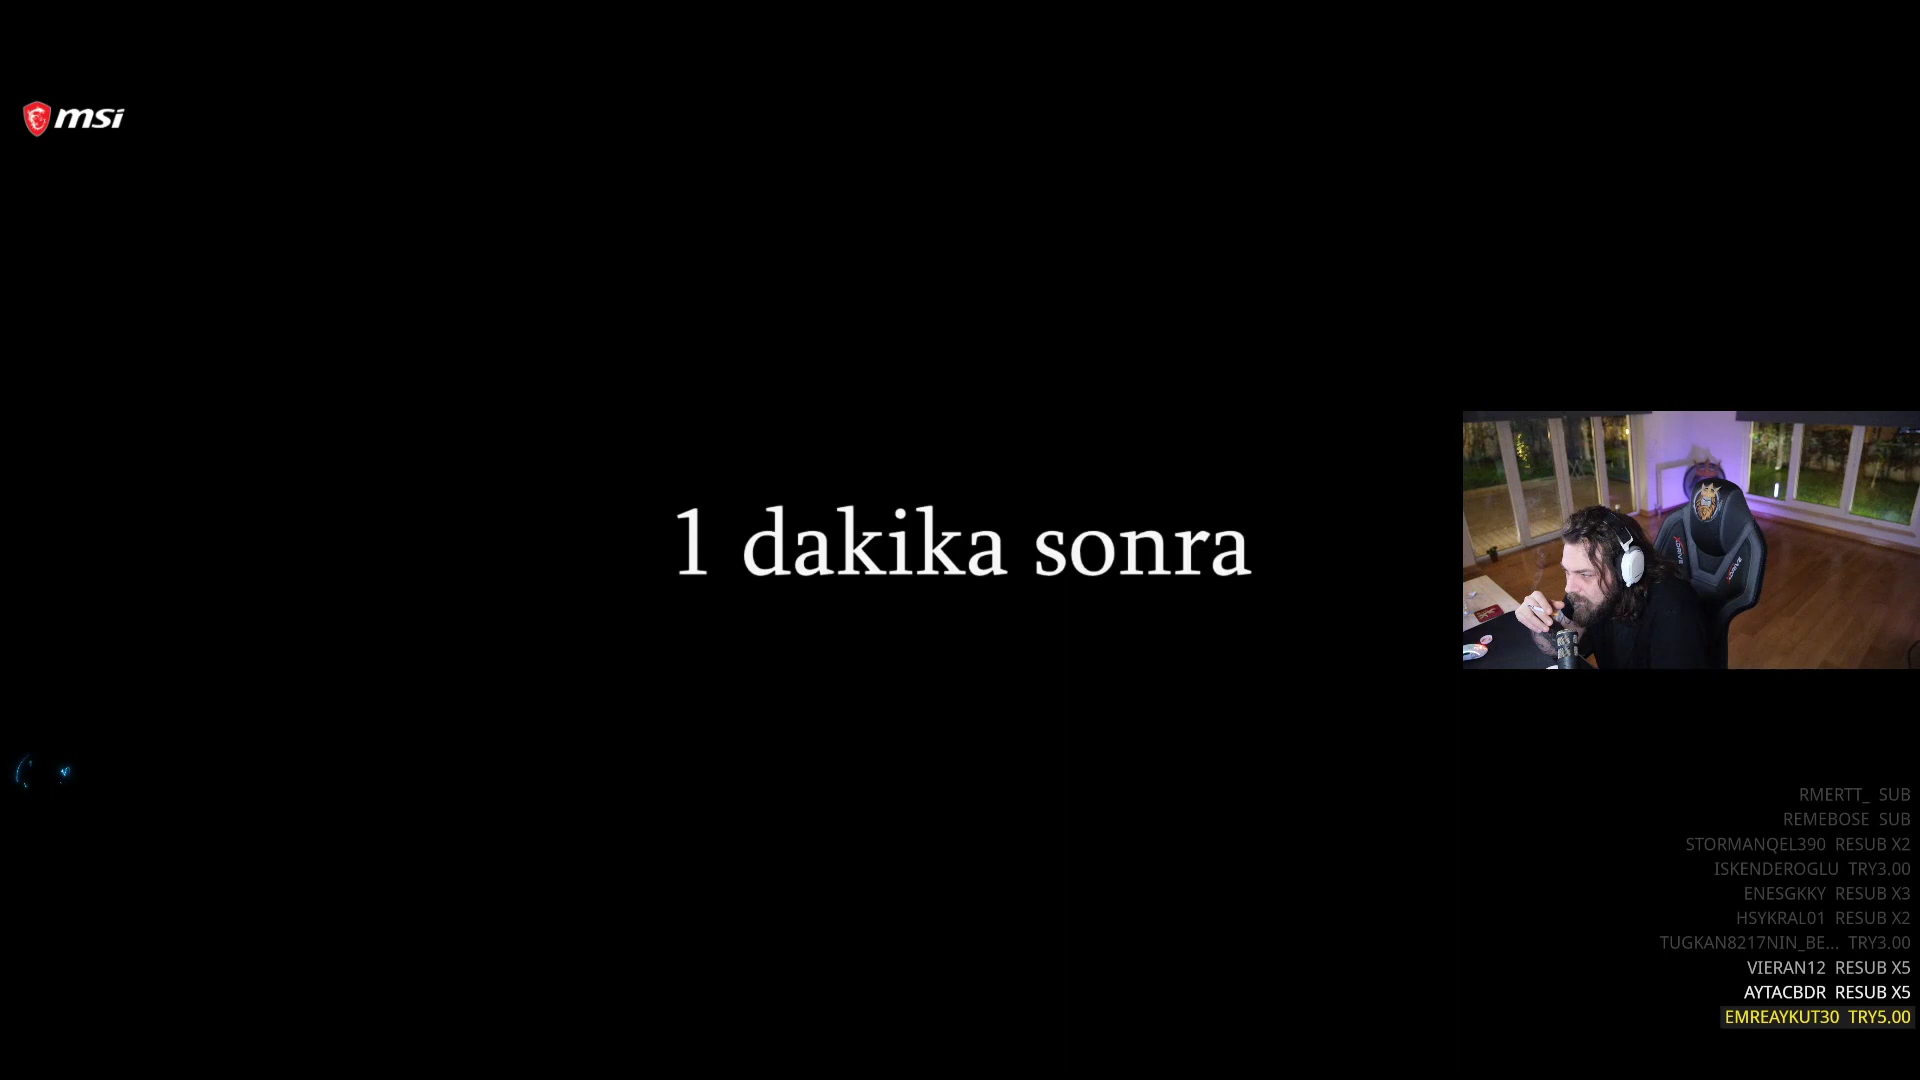 msi
1 dakika sonra
RMERTT_ SUB
REMEBOSE SUB
STORMANQEL390 RESUB X2
ISKENDEROGLU TRY3.00
ENESGKKY RESUB X3
HSYKRAL01 RESUB X2
TUGKAN8217NIN_BE... TRY3.00
VIERAN12 RESUB X5
AYTACBDR RESUB X5
EMREAYKUT30 TRY5.00